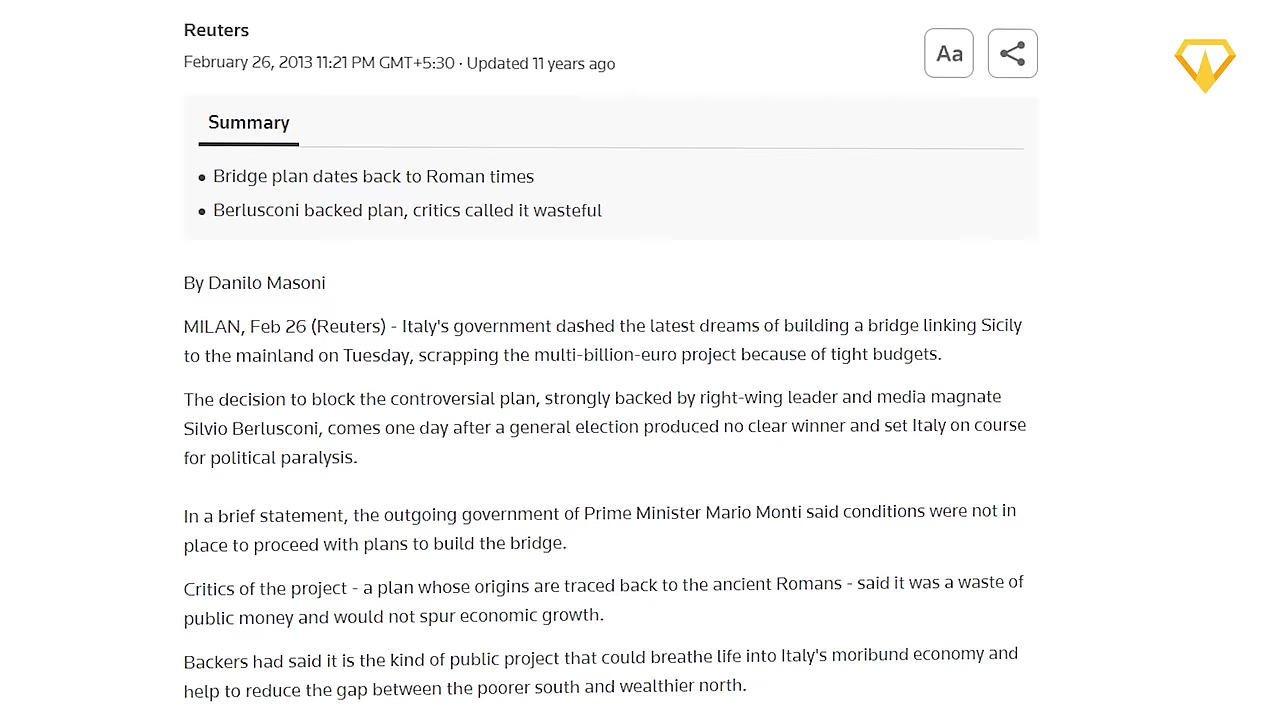 Reuters
February 26, 2013 11:21 PM GMT+5:30 · Updated 11 years ago
Aa
Summary
• Bridge plan dates back to Roman times
• Berlusconi backed plan, critics called it wasteful
By Danilo Masoni
MILAN, Feb 26 (Reuters) - Italy's government dashed the latest dreams of building a bridge linking Sicily
to the mainland on Tuesday, scrapping the multi-billion-euro project because of tight budgets.
The decision to block the controversial plan, strongly backed by right-wing leader and media magnate
Silvio Berlusconi, comes one day after a general election produced no clear winner and set Italy on course
for political paralysis.
In a brief statement, the outgoing government of Prime Minister Mario Monti said conditions were not in
place to proceed with plans to build the bridge.
Critics of the project - a plan whose origins are traced back to the ancient Romans - said it was a waste of
public money and would not spur economic growth.
Backers had said it is the kind of public project that could breathe life into Italy's moribund economy and
help to reduce the gap between the poorer south and wealthier north.